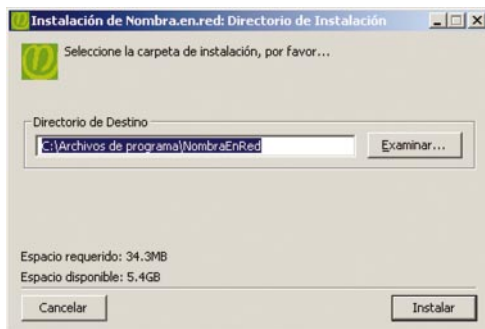 Instalación de Nombra.en.red: Directorio de Instalación
Seleccione la carpeta de instalación, por favor...
Directorio de Destino
C:\Archivos de programa\NombraEnRed
Examinar...
Espacio requerido: 34.3MB
Espacio disponible: 5.4GB
Cancelar
Instalar